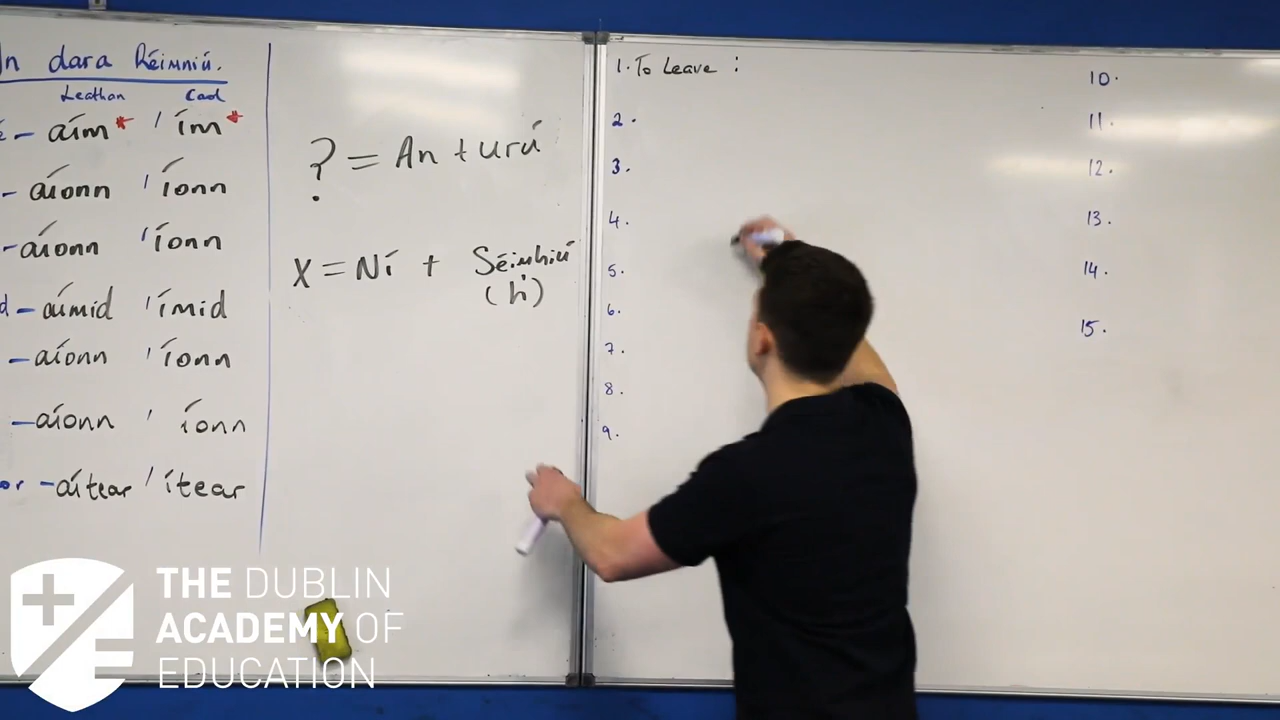 An dara Réimniú.
Leathan Caol
- aím* / ím*
- aíonn / íonn
- aíonn / íonn
- aímid / ímid
- aíonn / íonn
- aíonn / íonn
or - aítear / ítear
? = An + urú
X = Ní + Séimhiú
(h)
1. To Leave :
2.
3.
4.
5.
6.
7.
8.
9.
10.
11.
12.
13.
14.
15.
THE DUBLIN
ACADEMY OF
EDUCATION